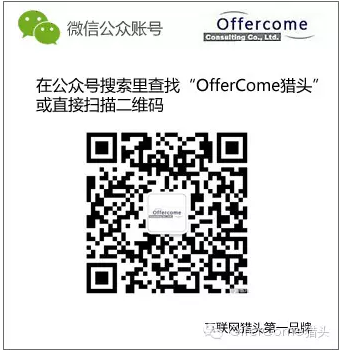 微信公众账号
Offercome
Consulting Co., Ltd.
在公众号搜索里查找“OfferCome猎头”
或直接扫描二维码
Offercome
互联网猎头第一品牌